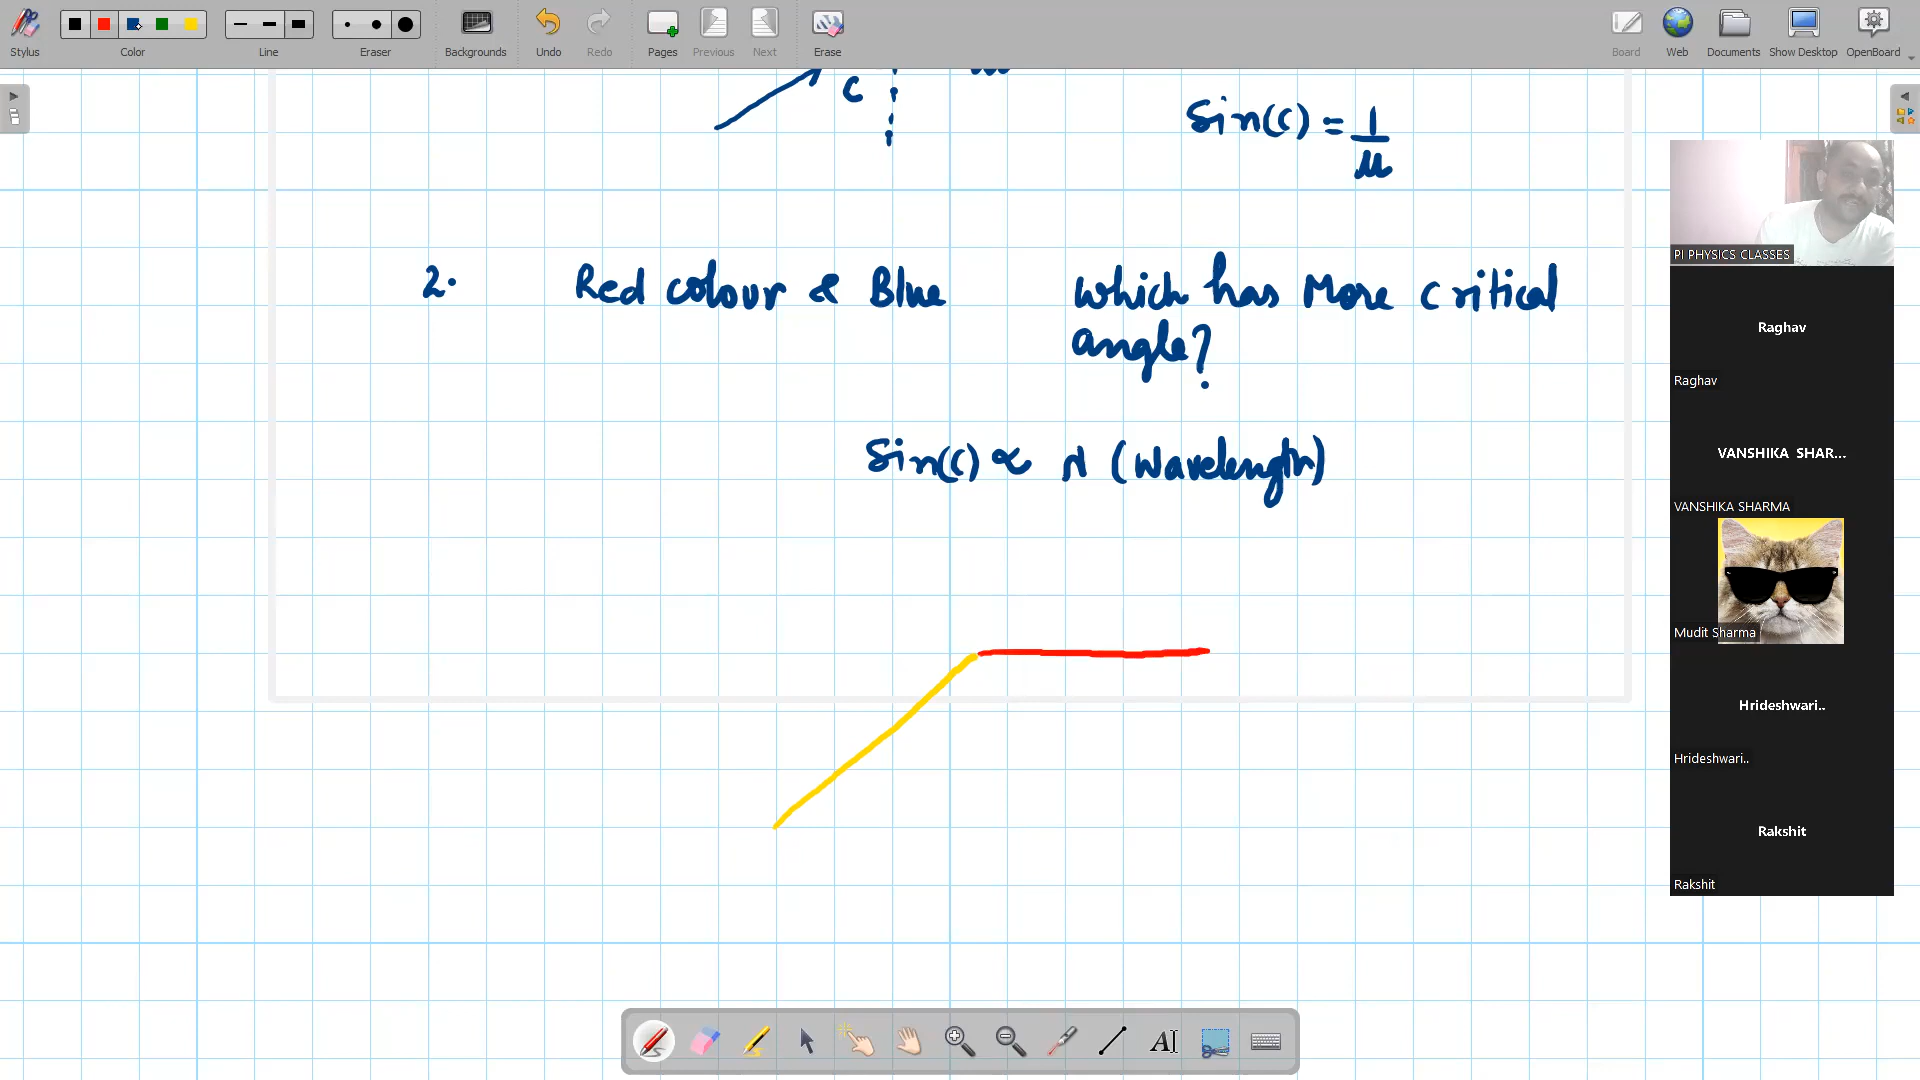 Stylus
Color
Line
Eraser
Backgrounds
Undo
Redo
Pages
Previous
Next
Erase
Board
Web
Documents
Show Desktop
OpenBoard
C
Sin(C) = 1/μ
2. Red colour & Blue Which has More critical
angle?
Sin(C) ∝ λ (Wavelength)
PI PHYSICS CLASSES
Raghav
Raghav
VANSHIKA SHAR...
VANSHIKA SHARMA
Mudit Sharma
Hrideshwari..
Hrideshwari..
Rakshit
Rakshit